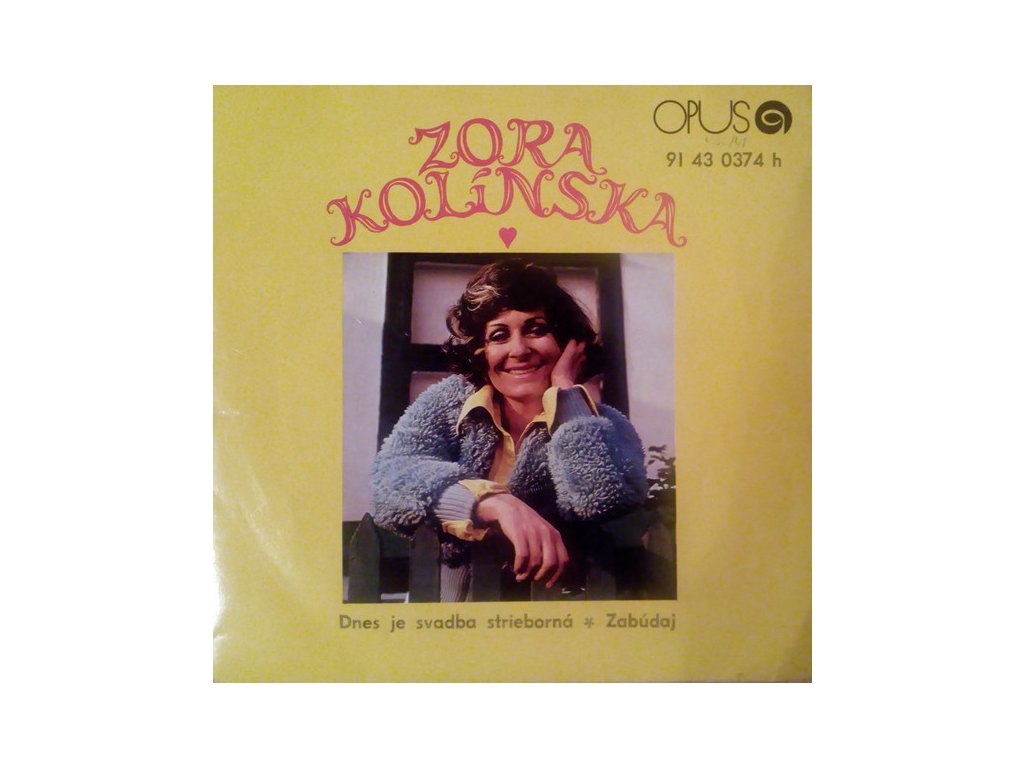 OPUS
91 43 0374 h
ZORA
KOLíNSKA
Dnes je svadba strieborná * Zabúdaj